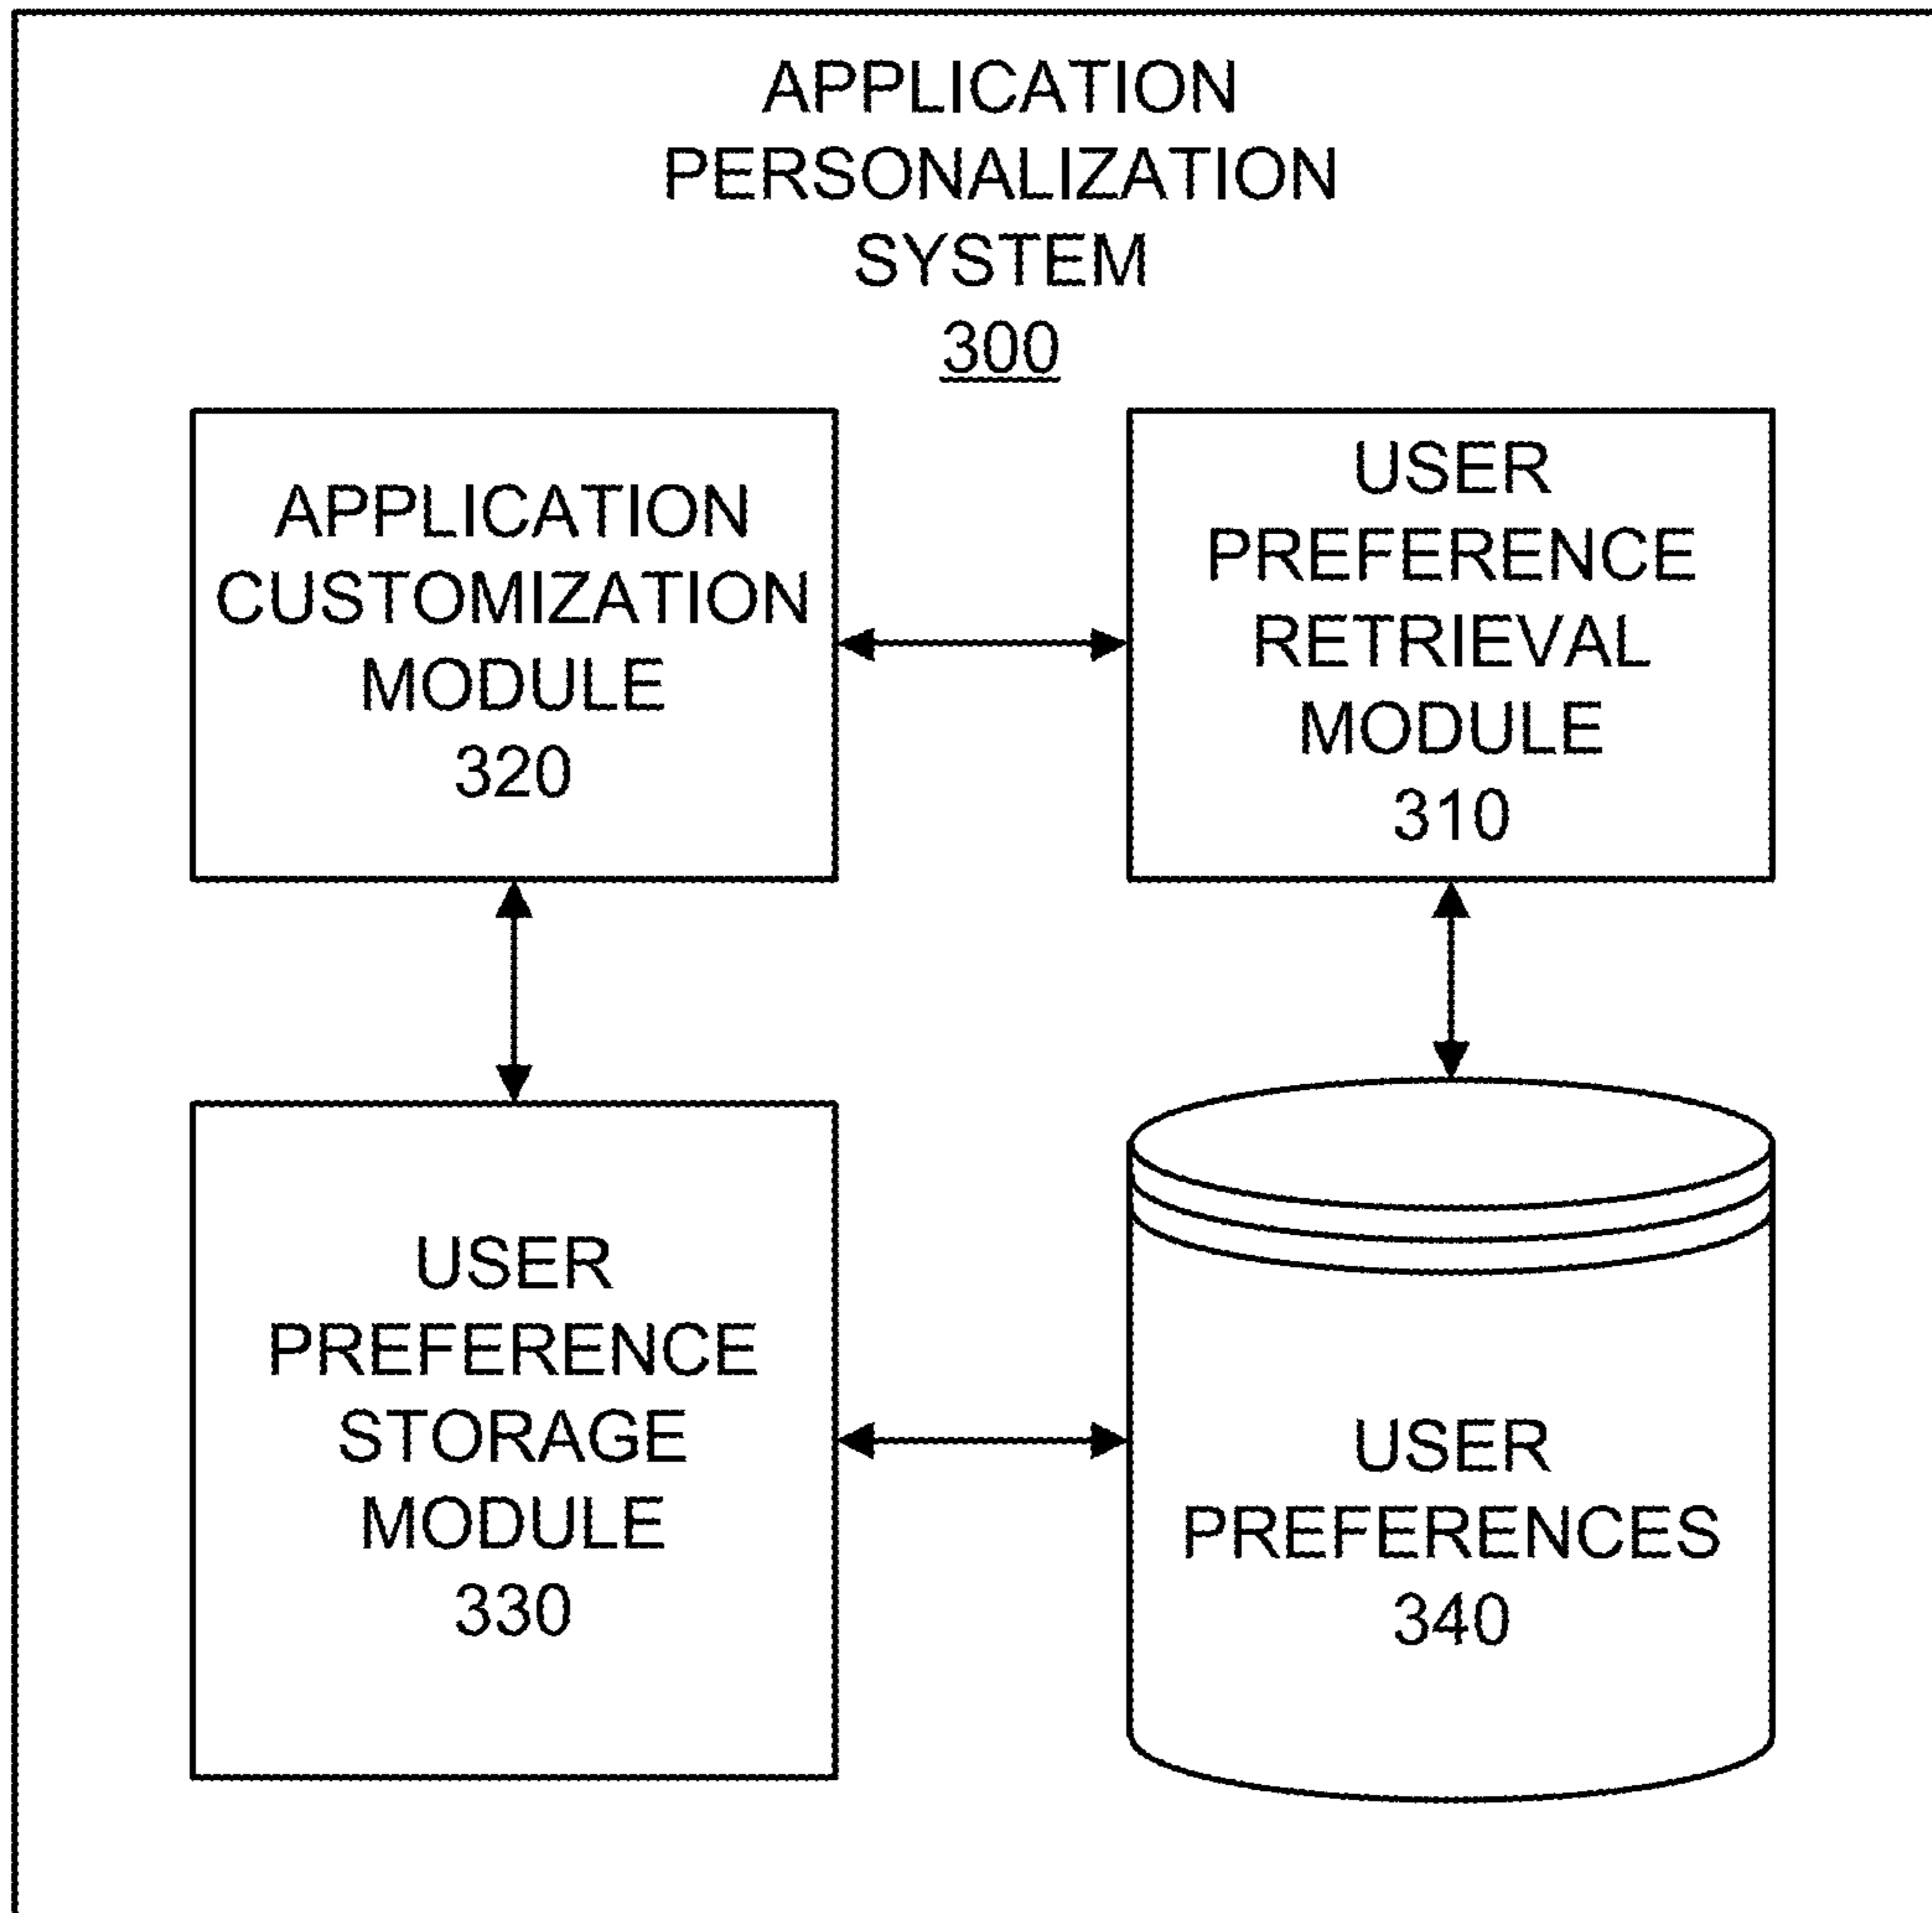 APPLICATION
PERSONALIZATION
SYSTEM
300
APPLICATION
CUSTOMIZATION
MODULE
320
USER
PREFERENCE
RETRIEVAL
MODULE
310
USER
PREFERENCE
STORAGE
MODULE
330
USER
PREFERENCES
340